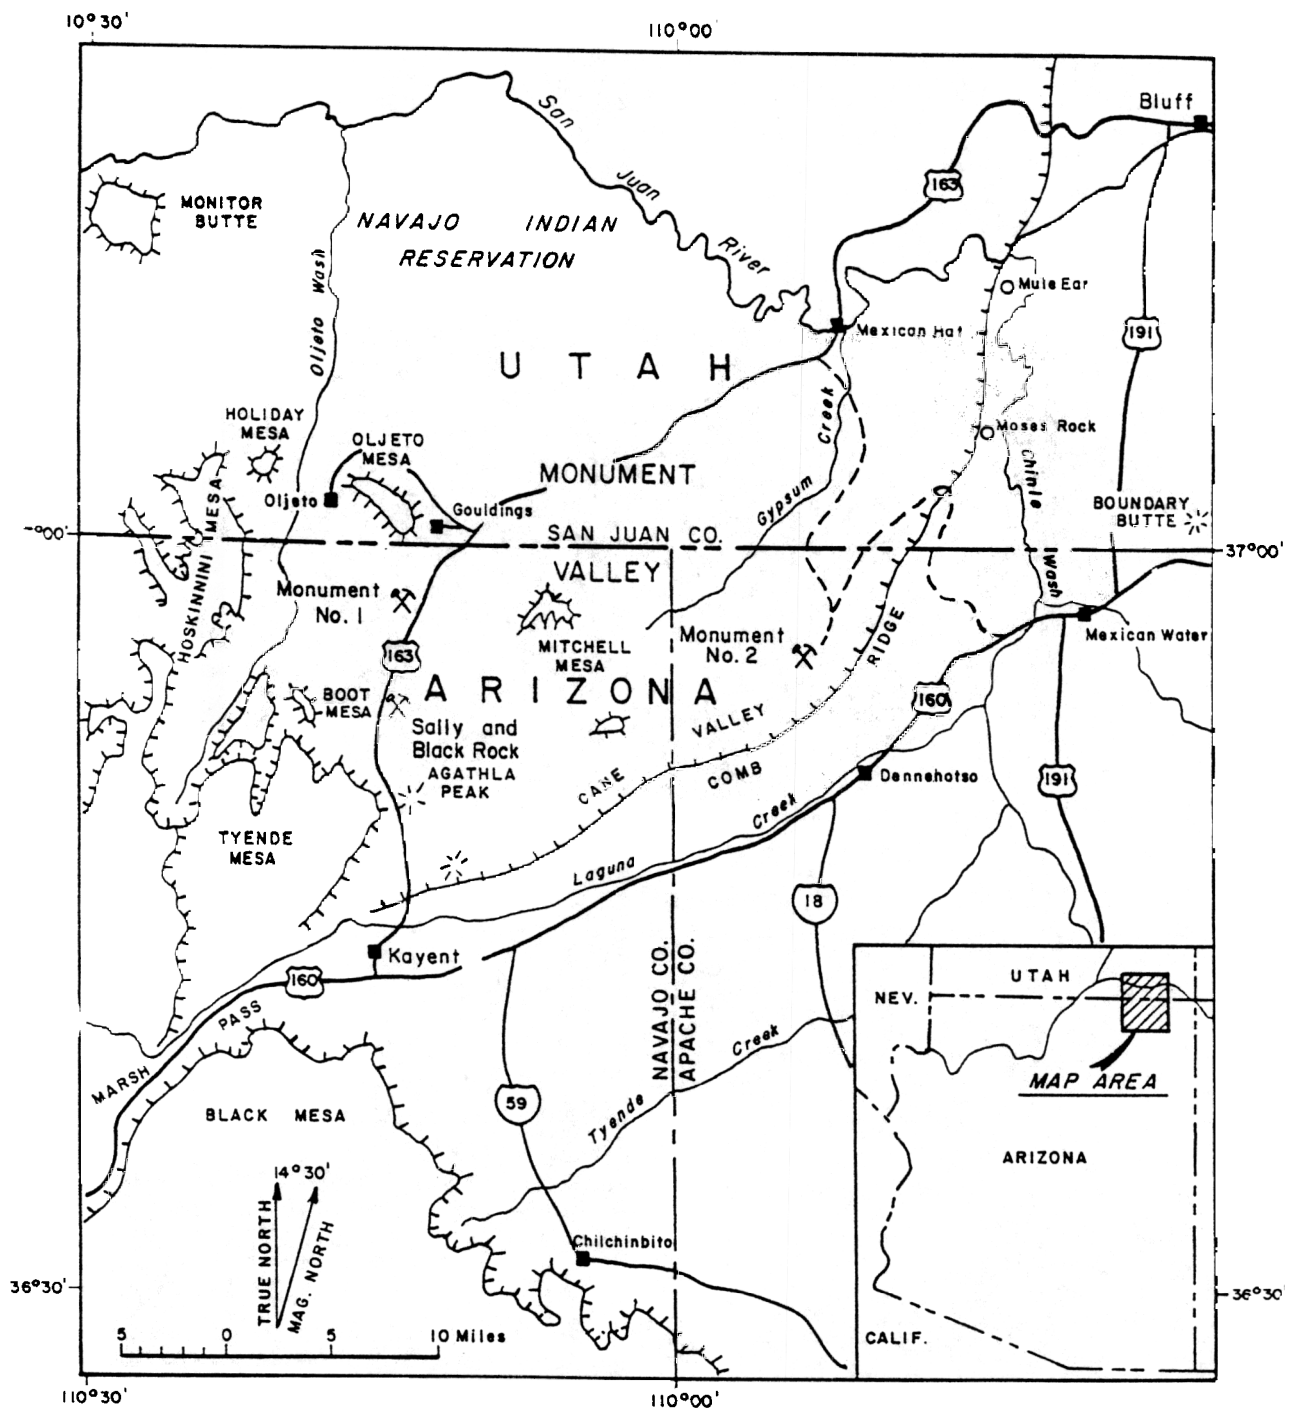 10°30'
110°00'
Bluff
San
Juan
River
163
MONITOR
BUTTE
NAVAJO INDIAN
RESERVATION
Oljeto Wash
Mule Ear
Mexican Hat
191
UTAH
HOLIDAY
MESA
OLJETO
MESA
Creek
Gypsum
Moses Rock
Chinle
Wash
MONUMENT
Oljeto
Gouldings
BOUNDARY
BUTTE
°00'
SAN JUAN CO.
37°00'
VALLEY
HOSKINNINI MESA
Monument
No. 1
MITCHELL
MESA
Monument
No. 2
RIDGE
Mexican Water
163
ARIZONA
160
BOOT
MESA
Sally and
Black Rock
AGATHLA
PEAK
VALLEY
CANE
COMB
Dennehotso
191
TYENDE
MESA
Creek
Laguna
18
Kayent
160
NAVAJO CO.
APACHE CO.
UTAH
NEV.
PASS
MARSH
Creek
Tyende
MAP AREA
59
BLACK MESA
ARIZONA
14°30'
TRUE NORTH
MAG. NORTH
Chilchinbito
36°30'
36°30'
5 0 5 10 Miles
CALIF.
110°30'
110°00'